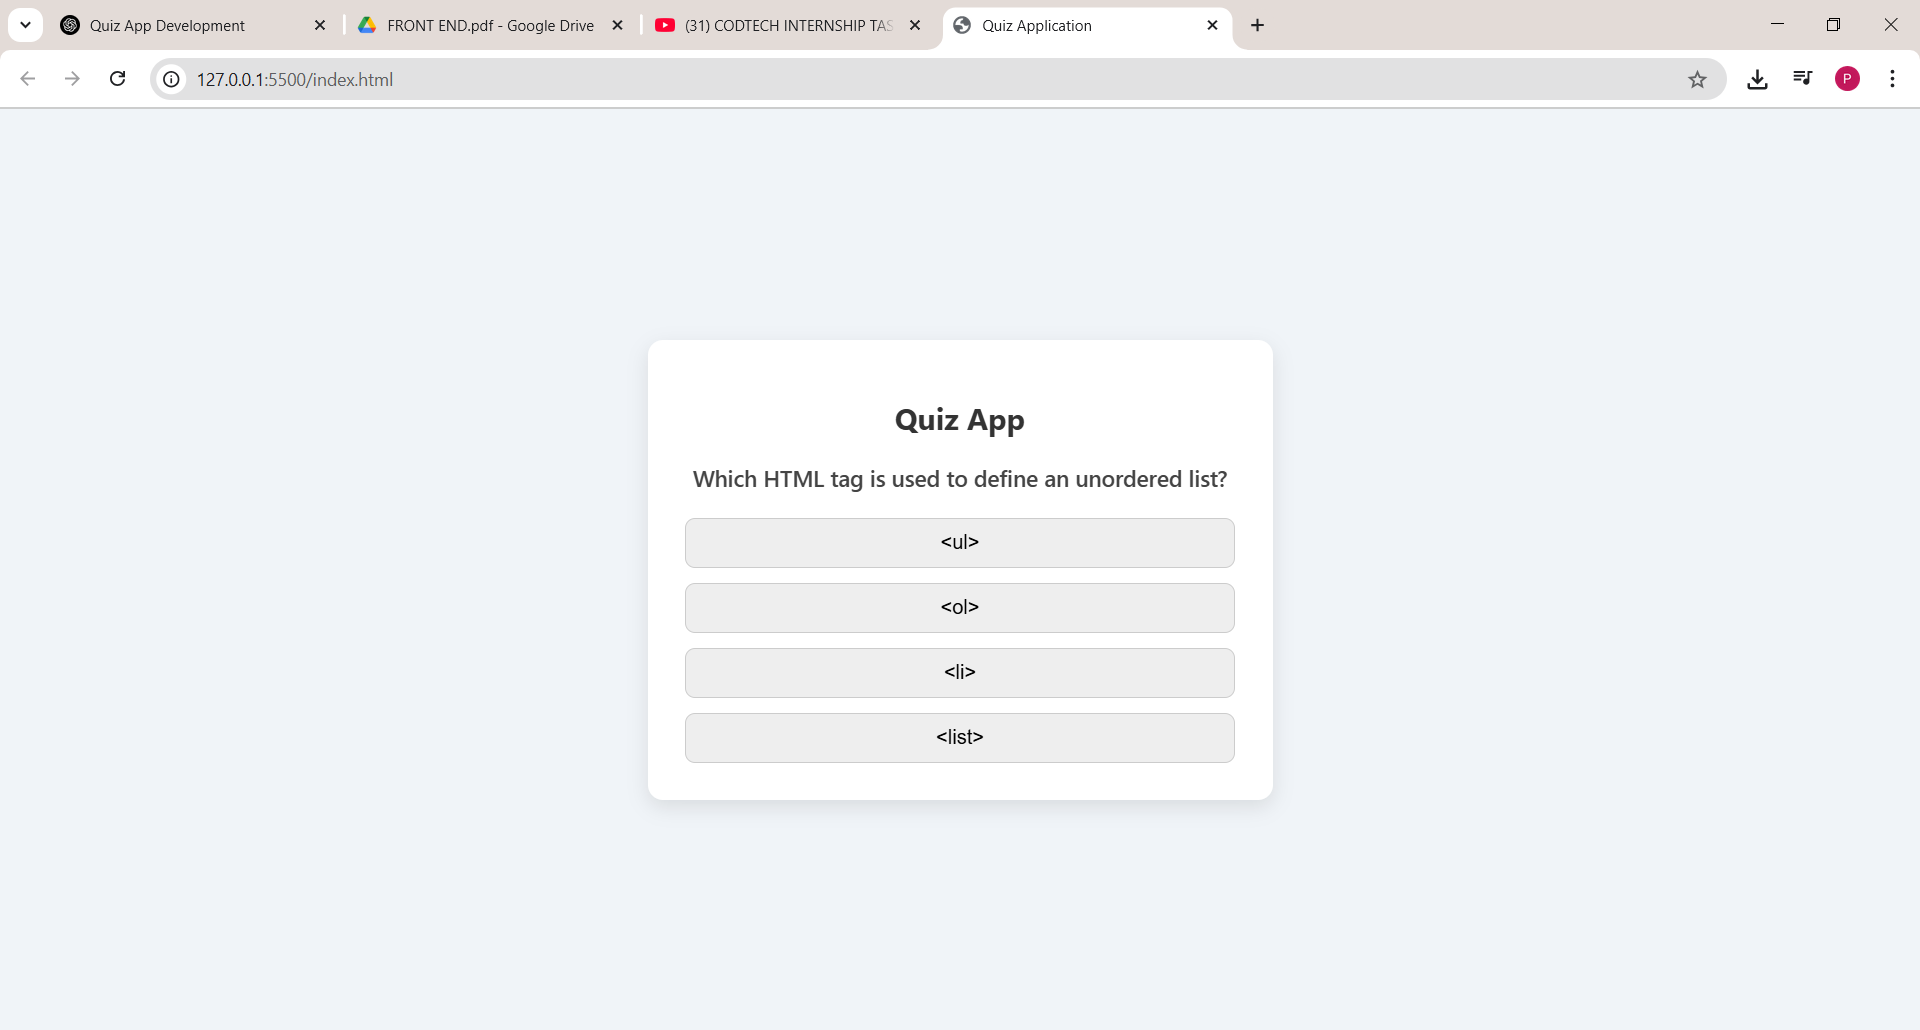 Quiz App Development
FRONT END.pdf - Google Drive
(31) CODTECH INTERNSHIP TAS
Quiz Application
127.0.0.1:5500/index.html
P
Quiz App
Which HTML tag is used to define an unordered list?
<ul>
<ol>
<li>
<list>